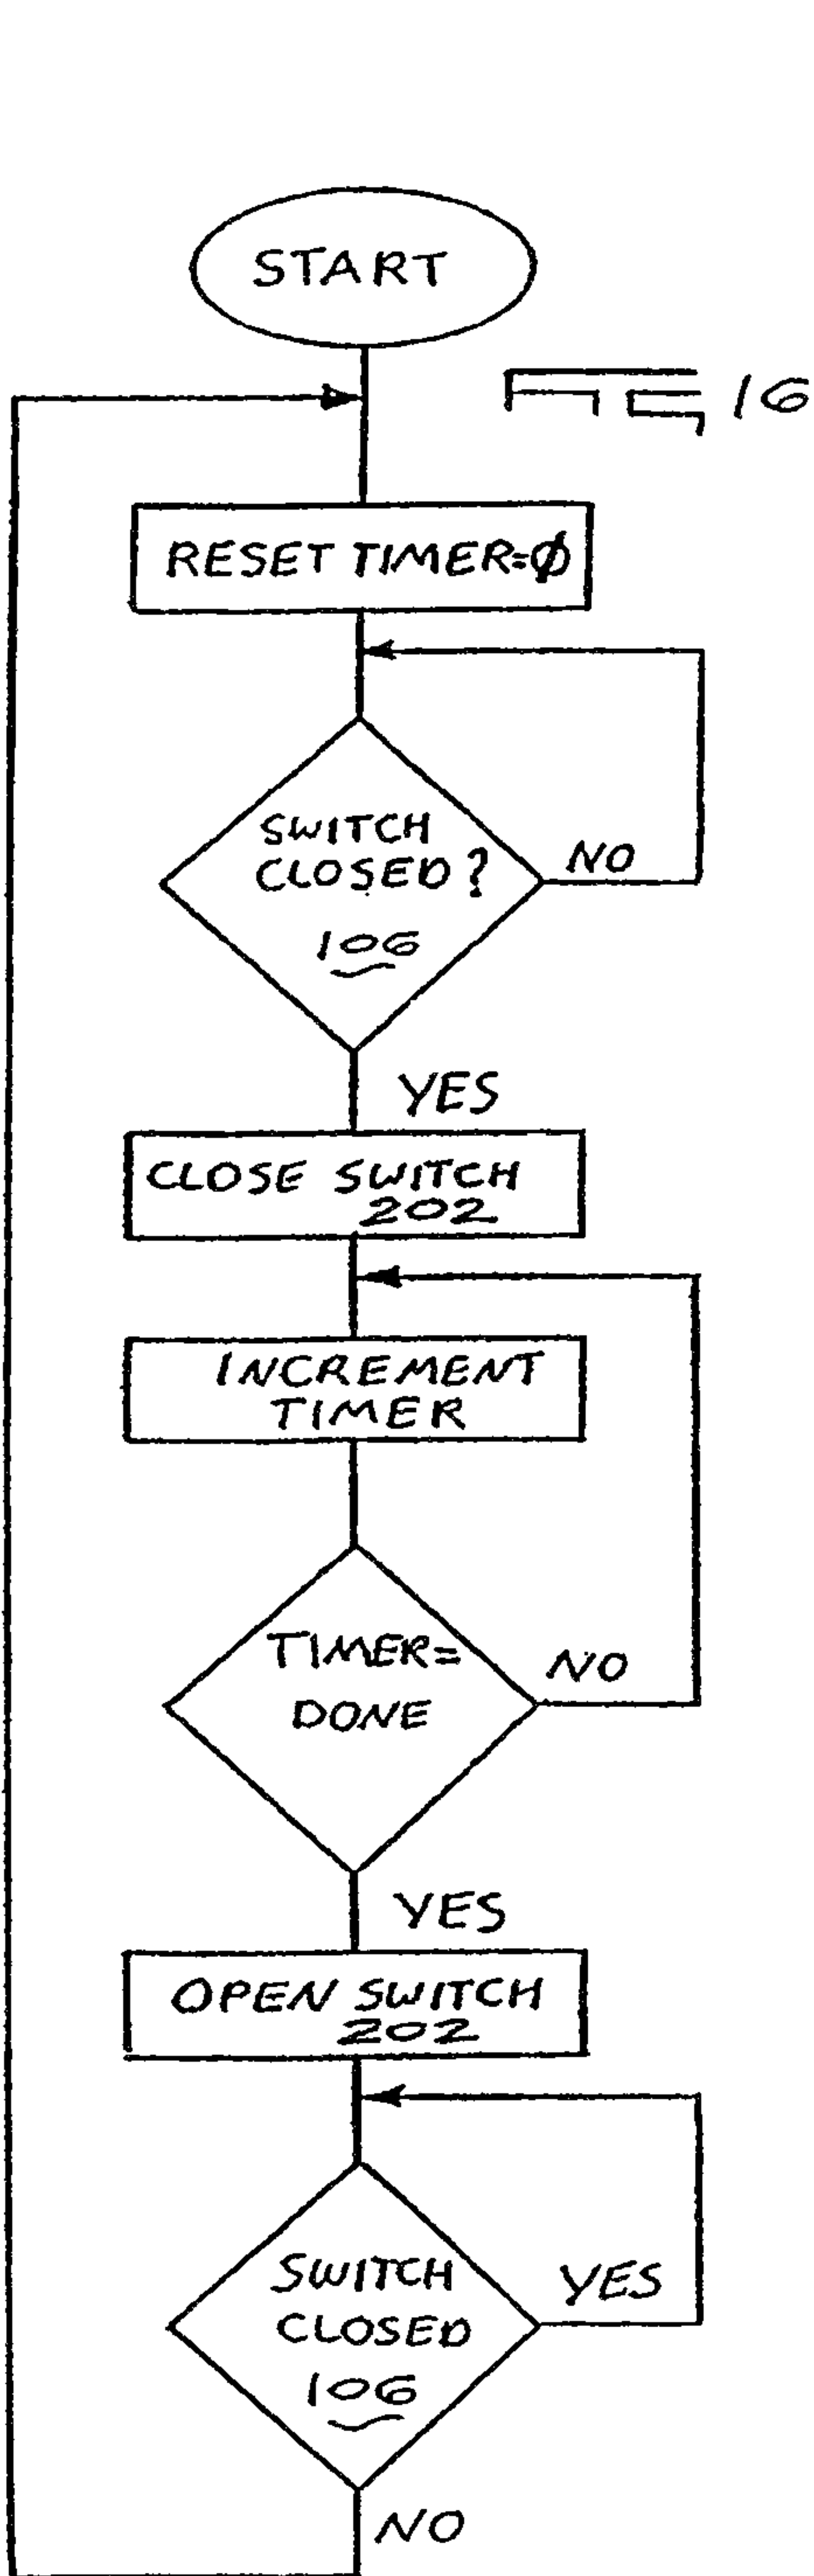 START
FIG 16
RESET TIMER=Ø
SWITCH
CLOSED?
106
NO
YES
CLOSE SWITCH
202
INCREMENT
TIMER
TIMER=
DONE
NO
YES
OPEN SWITCH
202
SWITCH
CLOSED
106
YES
NO